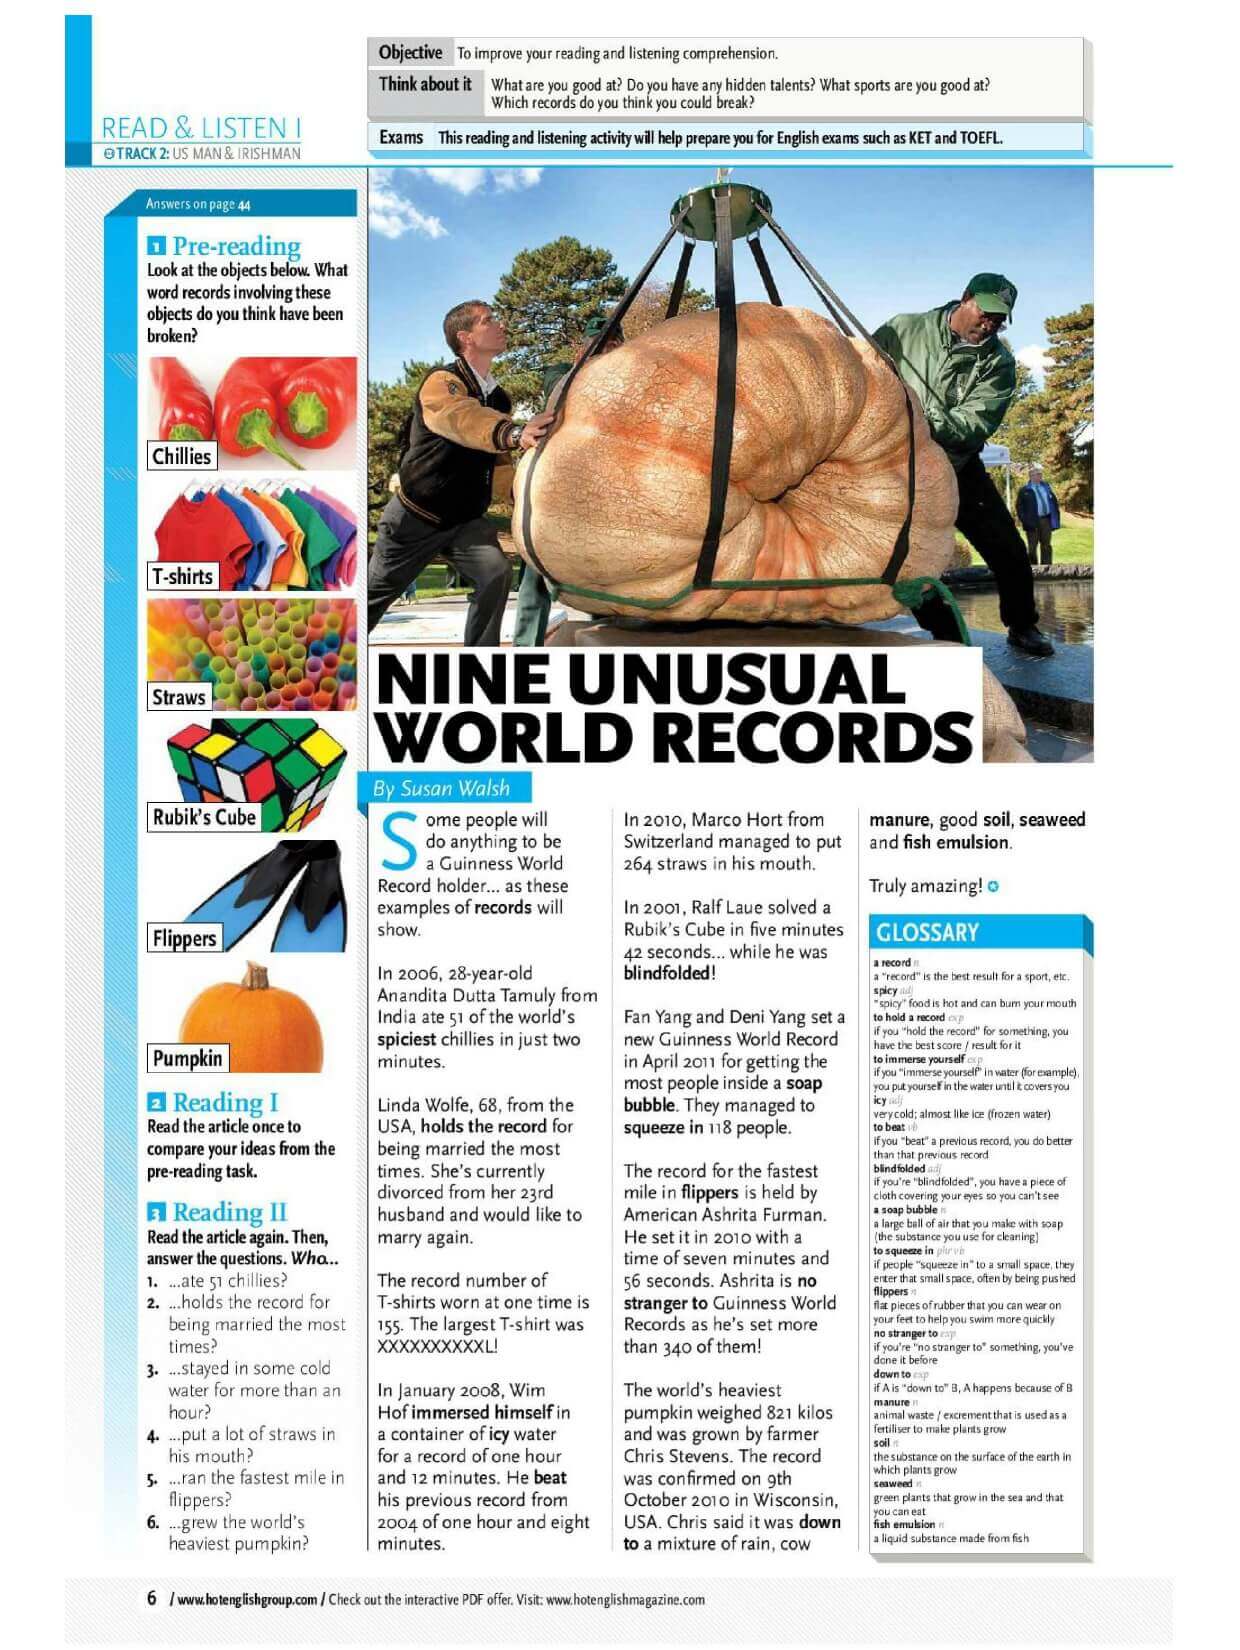 Objective To improve your reading and listening comprehension.
Think about it What are you good at? Do you have any hidden talents? What sports are you good at?
Which records do you think you could break?
Exams This reading and listening activity will help prepare you for English exams such as KET and TOEFL.
READ & LISTEN I
TRACK 2: US MAN & IRISHMAN
Answers on page 44
1 Pre-reading
Look at the objects below. What
word records involving these
objects do you think have been
broken?
Chillies
T-shirts
Straws
Rubik's Cube
Flippers
Pumpkin
2 Reading I
Read the article once to
compare your ideas from the
pre-reading task.
3 Reading II
Read the article again. Then,
answer the questions. Who...
1. ...ate 51 chillies?
2. ...holds the record for
being married the most
times?
3. ...stayed in some cold
water for more than an
hour?
4. ...put a lot of straws in
his mouth?
5. ...ran the fastest mile in
flippers?
6. ...grew the world's
heaviest pumpkin?
NINE UNUSUAL
WORLD RECORDS
By Susan Walsh
Some people will
do anything to be
a Guinness World
Record holder... as these
examples of records will
show.
In 2006, 28-year-old
Anandita Dutta Tamuly from
India ate 51 of the world's
spiciest chillies in just two
minutes.
Linda Wolfe, 68, from the
USA, holds the record for
being married the most
times. She's currently
divorced from her 23rd
husband and would like to
marry again.
The record number of
T-shirts worn at one time is
155. The largest T-shirt was
XXXXXXXXXXL!
In January 2008, Wim
Hof immersed himself in
a container of icy water
for a record of one hour
and 12 minutes. He beat
his previous record from
2004 of one hour and eight
minutes.
In 2010, Marco Hort from
Switzerland managed to put
264 straws in his mouth.
In 2001, Ralf Laue solved a
Rubik's Cube in five minutes
42 seconds... while he was
blindfolded!
Fan Yang and Deni Yang set a
new Guinness World Record
in April 2011 for getting the
most people inside a soap
bubble. They managed to
squeeze in 118 people.
The record for the fastest
mile in flippers is held by
American Ashrita Furman.
He set it in 2010 with a
time of seven minutes and
56 seconds. Ashrita is no
stranger to Guinness World
Records as he's set more
than 340 of them!
The world's heaviest
pumpkin weighed 821 kilos
and was grown by farmer
Chris Stevens. The record
was confirmed on 9th
October 2010 in Wisconsin,
USA. Chris said it was down
to a mixture of rain, cow
manure, good soil, seaweed
and fish emulsion.
Truly amazing!
GLOSSARY
a record n
a "record" is the best result for a sport, etc.
spicy adj
"spicy" food is hot and can burn your mouth
to hold a record exp
if you "hold the record" for something, you
have the best score / result for it
to immerse yourself exp
if you "immerse yourself" in water (for example),
you put yourself in the water until it covers you
icy adj
very cold; almost like ice (frozen water)
to beat vb
if you "beat" a previous record, you do better
than that previous record
blindfolded adj
if you're "blindfolded", you have a piece of
cloth covering your eyes so you can't see
a soap bubble n
a large ball of air that you make with soap
(the substance you use for cleaning)
to squeeze in phr vb
if people "squeeze in" to a small space, they
enter that small space, often by being pushed
flippers n
flat pieces of rubber that you can wear on
your feet to help you swim more quickly
no stranger to exp
if you're "no stranger to" something, you've
done it before
down to exp
if A is "down to" B, A happens because of B
manure n
animal waste / excrement that is used as a
fertiliser to make plants grow
soil n
the substance on the surface of the earth in
which plants grow
seaweed n
green plants that grow in the sea and that
you can eat
fish emulsion n
a liquid substance made from fish
6 / www.hotenglishgroup.com / Check out the interactive PDF offer. Visit: www.hotenglishmagazine.com